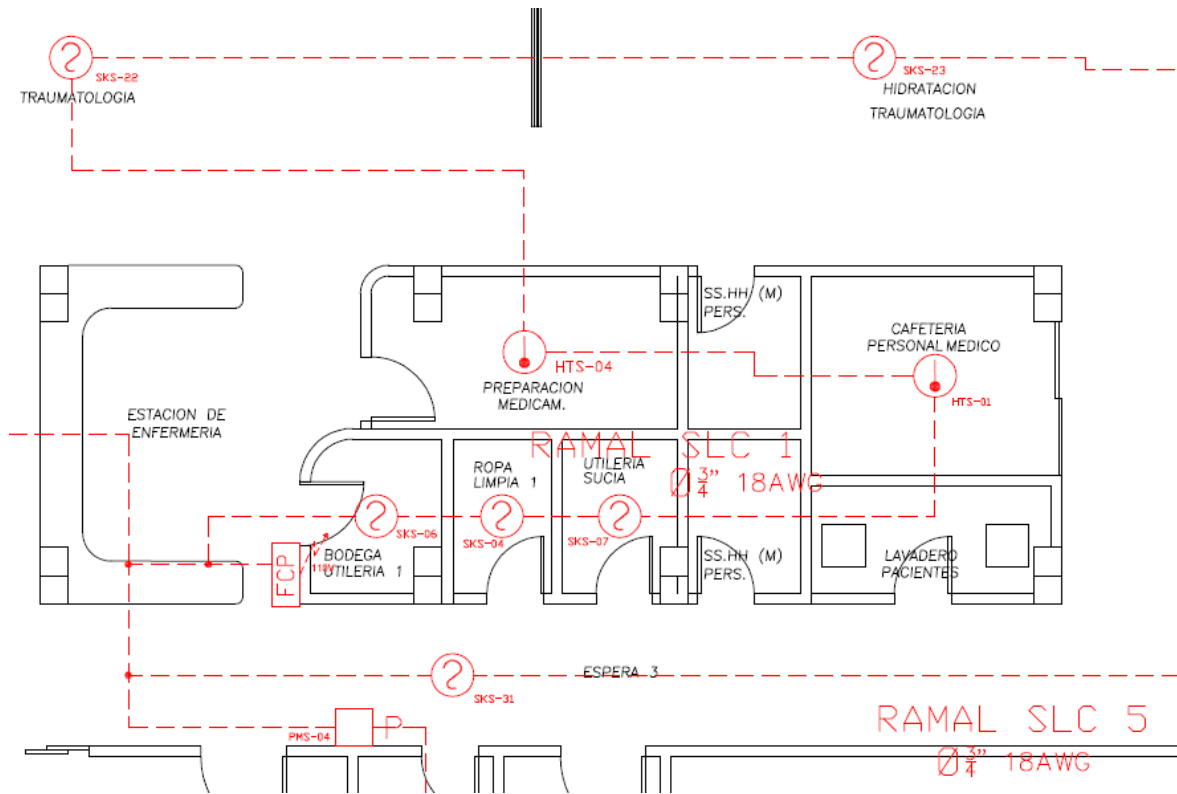 SKS-22
TRAUMATOLOGIA
SKS-23
HIDRATACION
TRAUMATOLOGIA
SS.HH (M)
PERS.
CAFETERIA
PERSONAL MEDICO
HTS-04
PREPARACION
MEDICAM.
HTS-01
ESTACION DE
ENFERMERIA
RAMAL SLC 1
Ø 3/4" 18AWG
ROPA
LIMPIA 1
UTILERIA
SUCIA
SKS-06
SKS-04
SKS-07
FCP
110V
BODEGA
UTILERIA 1
SS.HH (M)
PERS.
LAVADERO
PACIENTES
ESPERA 3
SKS-31
PMS-04
P
RAMAL SLC 5
Ø 3/4" 18AWG